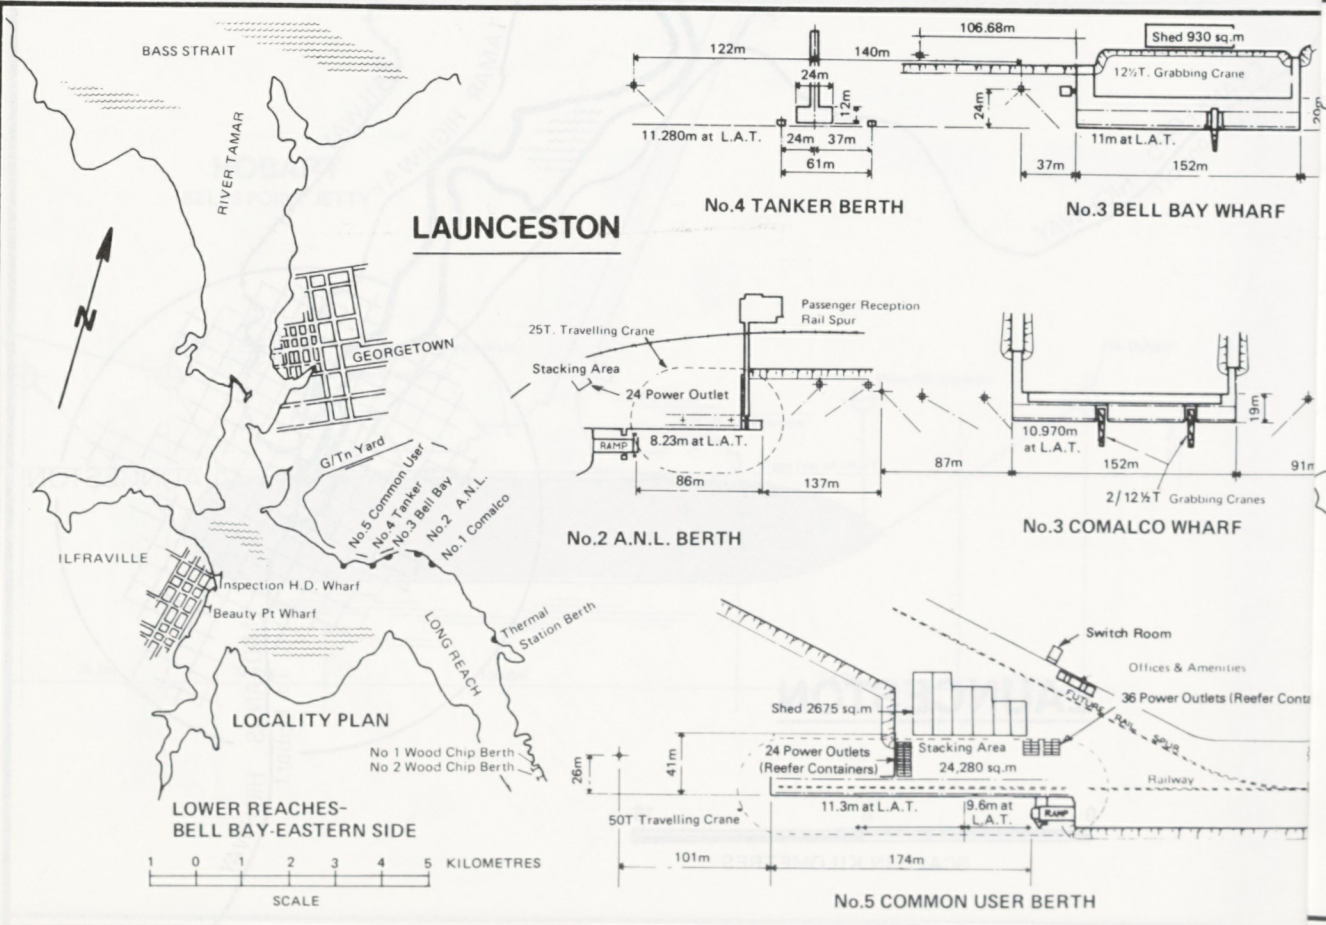 BASS STRAIT
RIVER TAMAR
N
LAUNCESTON
GEORGETOWN
G/Tn Yard
No.5 Common User
No.4 Tanker
No.3 Bell Bay
No.2 A.N.L.
No.1 Comalco
ILFRAVILLE
Inspection H.D. Wharf
Beauty Pt Wharf
LONG REACH
Thermal
Station Berth
LOCALITY PLAN
No 1 Wood Chip Berth
No 2 Wood Chip Berth
LOWER REACHES-
BELL BAY-EASTERN SIDE
1 0 1 2 3 4 5 KILOMETRES
SCALE
122m
140m
24m
12m
11.280m at L.A.T.
24m 37m
61m
No.4 TANKER BERTH
106.68m
Shed 930 sq.m
12½T. Grabbing Crane
24m
11m at L.A.T.
37m
152m
No.3 BELL BAY WHARF
Passenger Reception
Rail Spur
25T. Travelling Crane
Stacking Area
24 Power Outlet
RAMP
8.23m at L.A.T.
86m
137m
No.2 A.N.L. BERTH
87m
10.970m
at L.A.T.
152m
19m
91m
2/12½T Grabbing Cranes
No.3 COMALCO WHARF
Switch Room
Offices & Amenities
36 Power Outlets (Reefer Conta
FUTURE RAIL SPUR
Shed 2675 sq.m
24 Power Outlets
(Reefer Containers)
Stacking Area
24,280 sq.m
Railway
26m
41m
11.3m at L.A.T.
9.6m at
L.A.T.
RAMP
50T Travelling Crane
101m
174m
No.5 COMMON USER BERTH